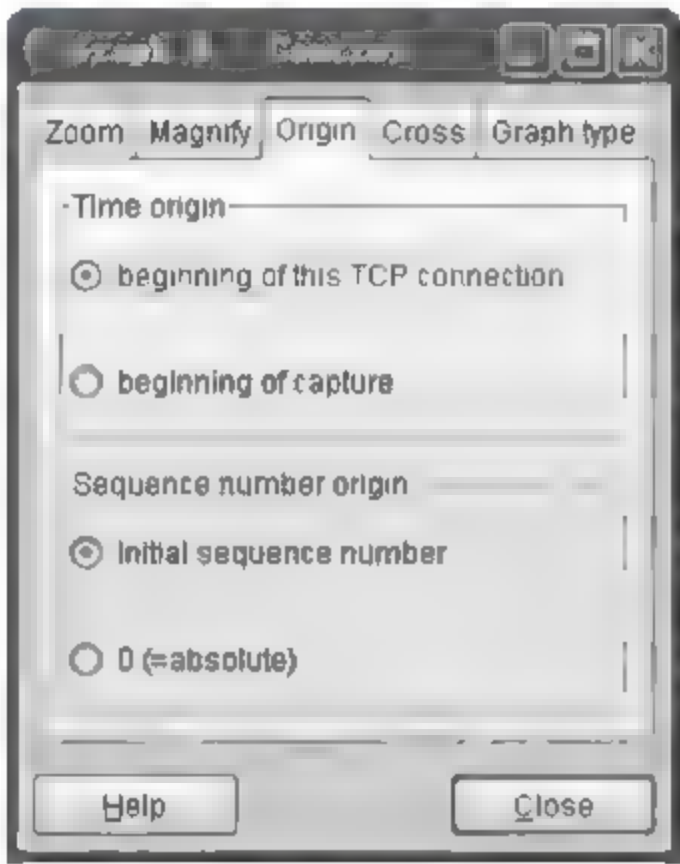 Zoom Magnify Origin Cross Graph type
Time origin
beginning of this TCP connection
beginning of capture
Sequence number origin
initial sequence number
0 (=absolute)
Help Close